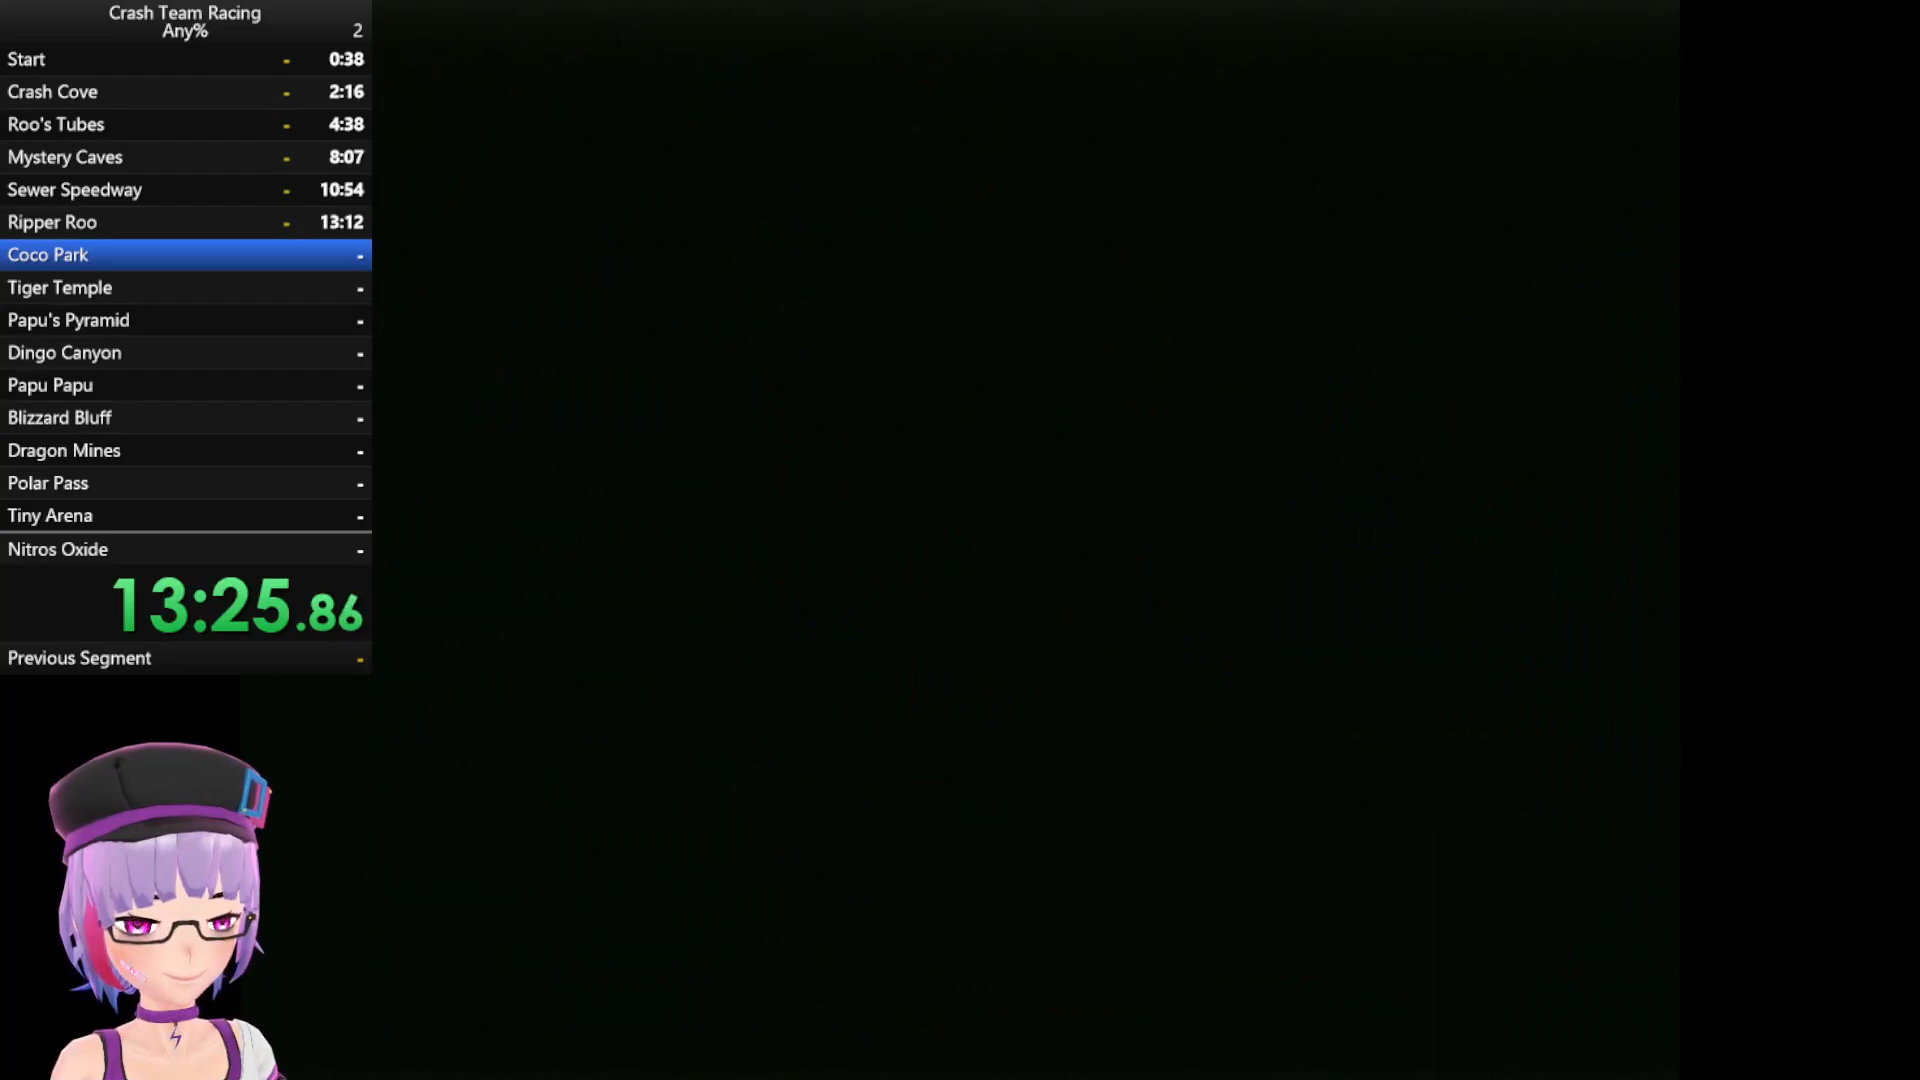 Crash Team Racing
Any% 2
Start - 0:38
Crash Cove - 2:16
Roo's Tubes - 4:38
Mystery Caves - 8:07
Sewer Speedway - 10:54
Ripper Roo - 13:12
Coco Park -
Tiger Temple -
Papu's Pyramid -
Dingo Canyon -
Papu Papu -
Blizzard Bluff -
Dragon Mines -
Polar Pass -
Tiny Arena -
Nitros Oxide -
13:25.86
Previous Segment -